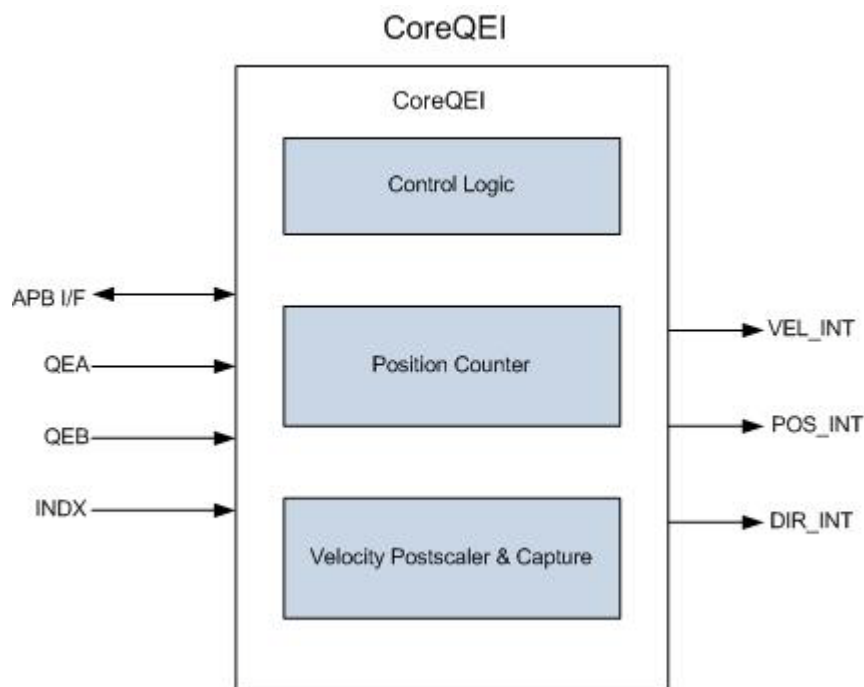 CoreQEI
CoreQEI
Control Logic
APB I/F
QEA
QEB
INDX
Position Counter
Velocity Postscaler & Capture
VEL_INT
POS_INT
DIR_INT